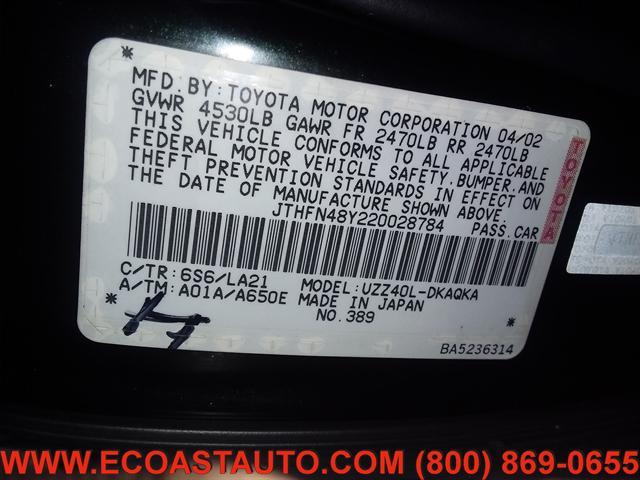 MFD. BY: TOYOTA MOTOR CORPORATION 04/02
GVWR 4530LB GAWR FR 2470LB RR 2470LB
THIS VEHICLE CONFORMS TO ALL APPLICABLE
FEDERAL MOTOR VEHICLE SAFETY, BUMPER, AND
THEFT PREVENTION STANDARDS IN EFFECT ON
THE DATE OF MANUFACTURE SHOWN ABOVE.
JTHFN48Y220028784 PASS. CAR
TOYOTA
C/TR: 6S6/LA21 MODEL: UZZ40L-DKAQKA
A/TM: A01A/A650E MADE IN JAPAN
NO. 389
BA5236314
WWW.ECOASTAUTO.COM (800) 869-0655